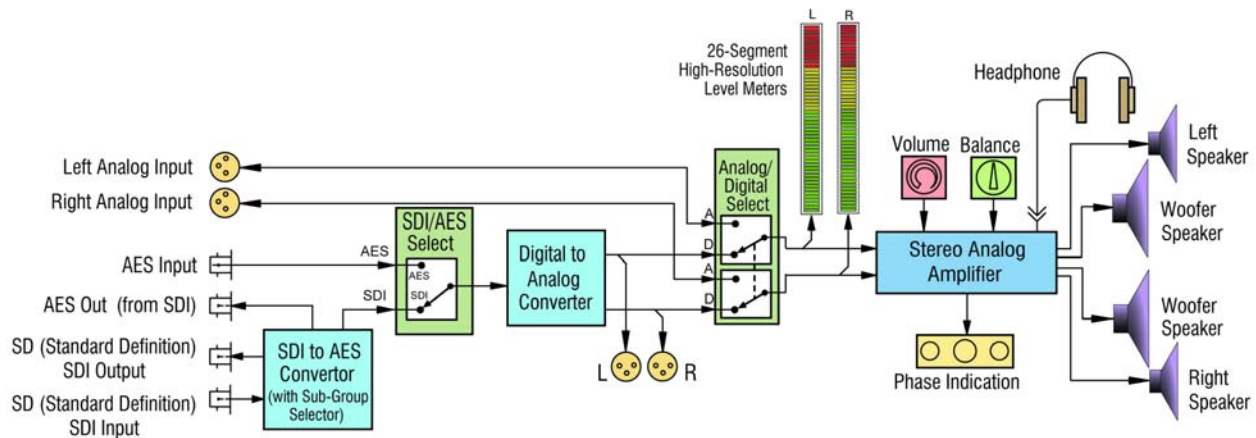 L R
26-Segment
High-Resolution
Level Meters
Headphone
Left
Speaker
Volume Balance
Left Analog Input
Right Analog Input
Analog/
Digital
Select
A
D
A
D
SDI/AES
Select
AES
AES
SDI
SDI
Digital to
Analog
Converter
Stereo Analog
Amplifier
Woofer
Speaker
AES Input
AES Out (from SDI)
SD (Standard Definition)
SDI Output
SD (Standard Definition)
SDI Input
SDI to AES
Convertor
(with Sub-Group
Selector)
L R
Phase Indication
Woofer
Speaker
Right
Speaker